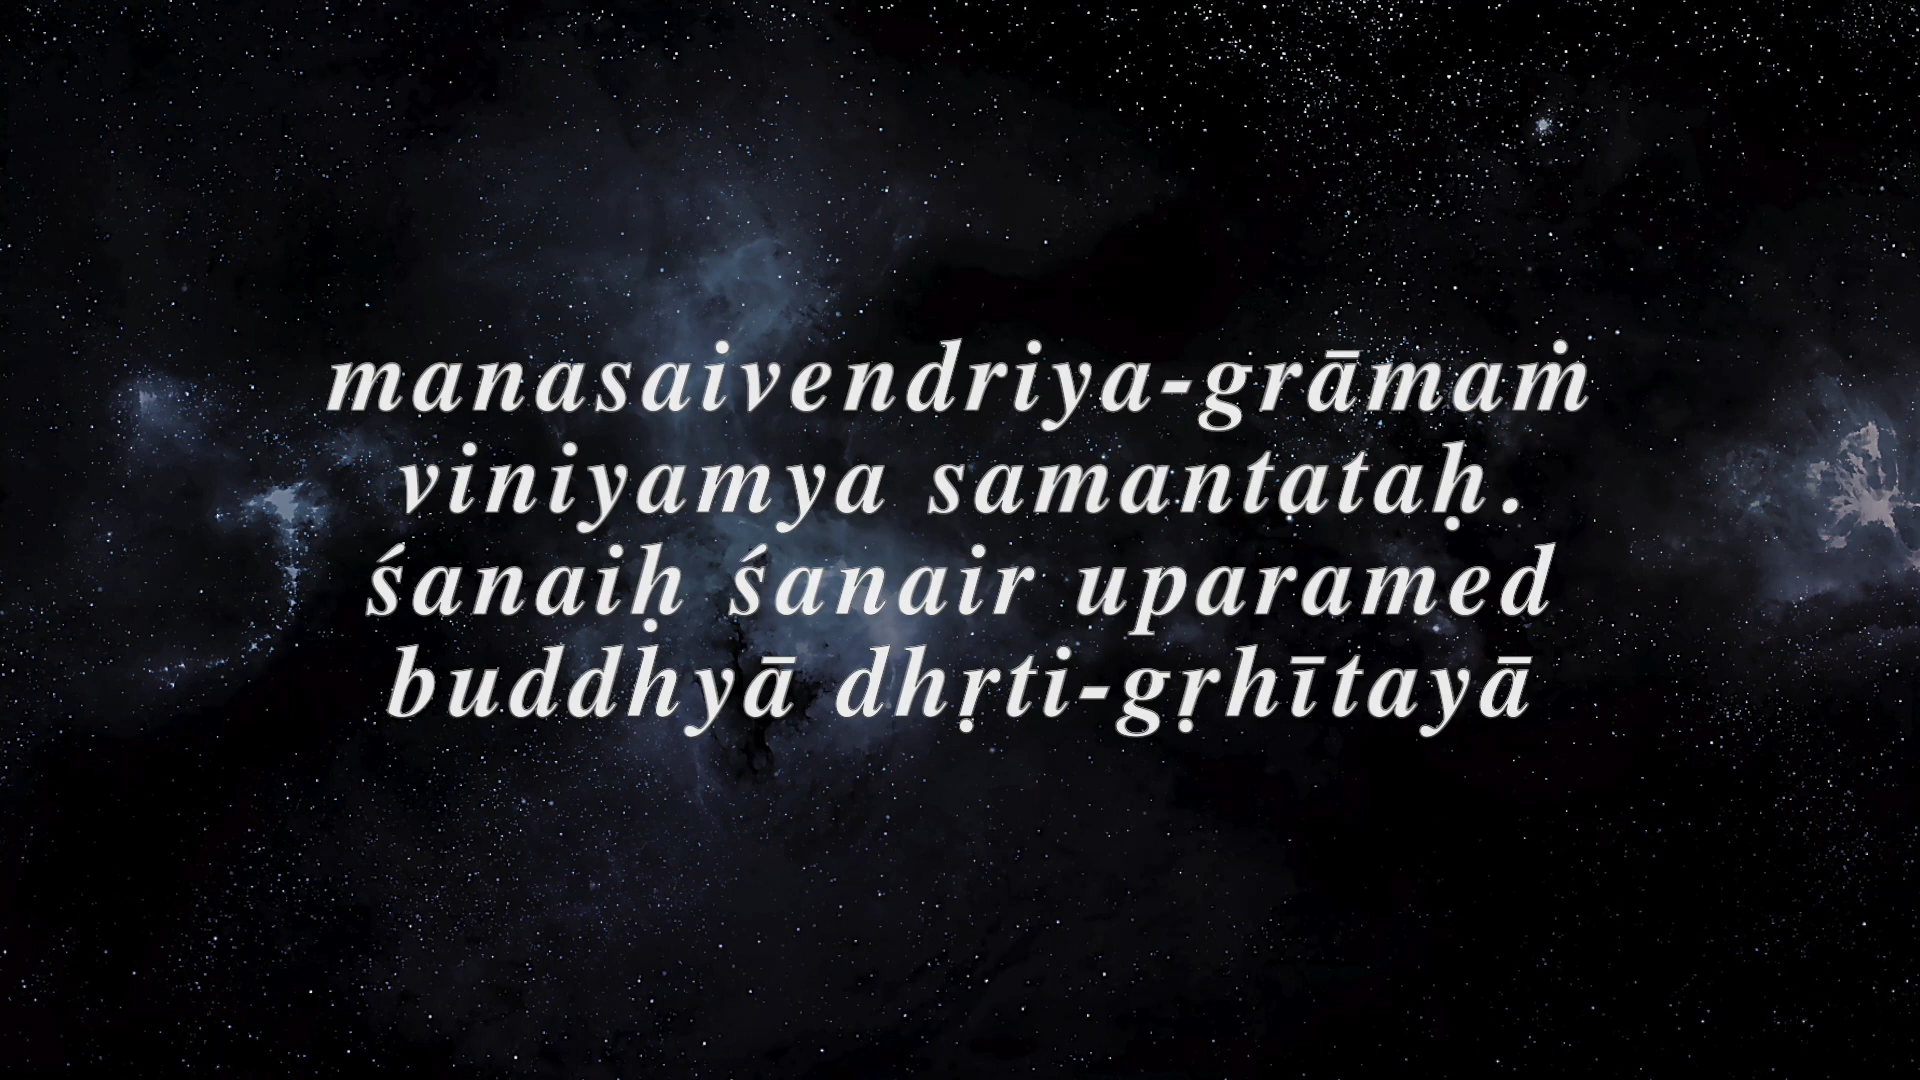 manasaivendriya-grāmaṁ
viniyamya samantataḥ.
śanaiḥ śanair uparamed
buddhyā dhṛti-gṛhītayā